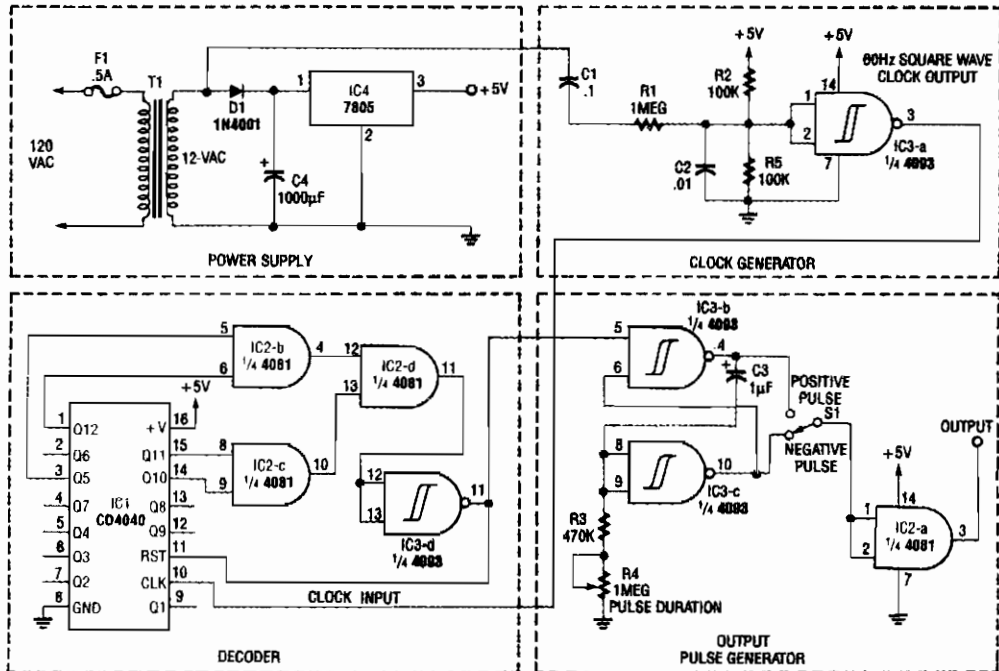 F1
.5A
T1
120
VAC
12-VAC
D1
1N4001
+
C4
1000µF
1
IC4
7805
3
2
+5V
POWER SUPPLY
C1
.1
R1
1MEG
+5V
R2
100K
C2
.01
R5
100K
+5V
14
1
2
7
3
IC3-a
1/4 4093
60Hz SQUARE WAVE
CLOCK OUTPUT
CLOCK GENERATOR
5
6
IC2-b
1/4 4081
4
12
13
IC2-d
1/4 4081
11
8
9
IC2-c
1/4 4081
10
12
13
11
IC3-d
1/4 4093
+5V
1 Q12
2 Q6
3 Q5
4 Q7
5 Q4
6 Q3
7 Q2
8 GND
IC1
CD4040
+V 16
Q11 15
Q10 14
Q8 13
Q9 12
RST 11
CLK 10
Q1 9
CLOCK INPUT
DECODER
IC3-b
1/4 4093
5
6
4
+
C3
1µF
8
9
10
IC3-c
1/4 4093
R3
470K
R4
1MEG
PULSE DURATION
POSITIVE
PULSE
S1
NEGATIVE
PULSE
OUTPUT
+5V
14
1
2
IC2-a
1/4 4081
3
7
OUTPUT
PULSE GENERATOR